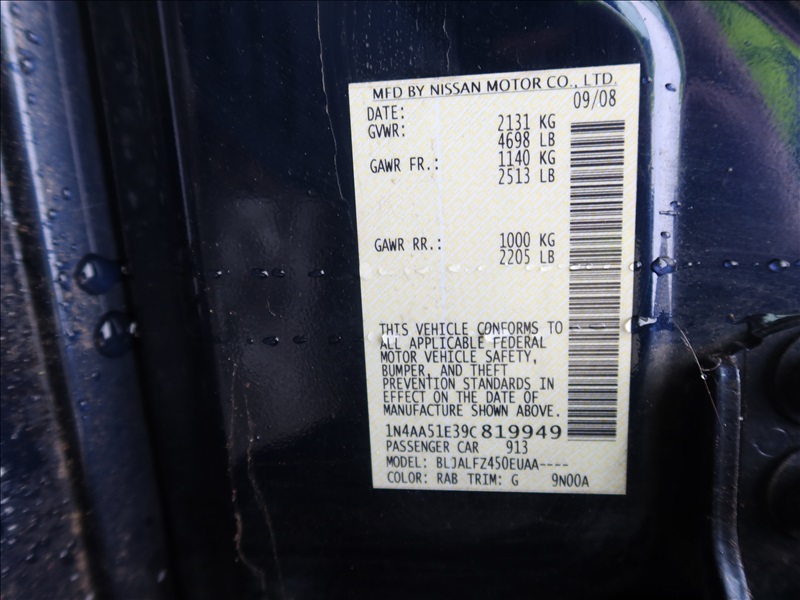 MFD BY NISSAN MOTOR CO., LTD.
DATE: 09/08
GVWR: 2131 KG
4698 LB
GAWR FR.: 1140 KG
2513 LB
GAWR RR.: 1000 KG
2205 LB
THIS VEHICLE CONFORMS TO
ALL APPLICABLE FEDERAL
MOTOR VEHICLE SAFETY,
BUMPER, AND THEFT
PREVENTION STANDARDS IN
EFFECT ON THE DATE OF
MANUFACTURE SHOWN ABOVE.
1N4AA51E39C819949
PASSENGER CAR 913
MODEL: BLJALFZ450EUAA----
COLOR: RAB TRIM: G 9N00A